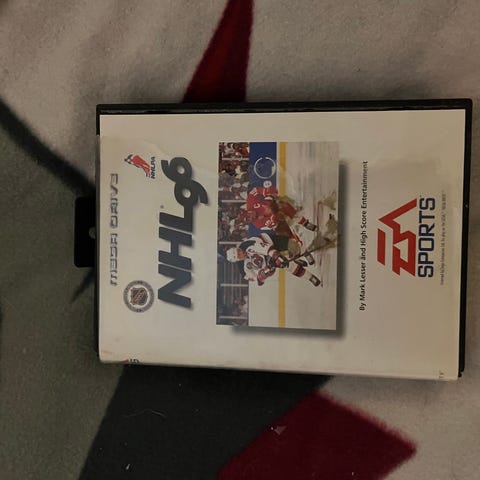 MEGA DRIVE
NHLPA
NHL96
By Mark Lesser and High Score Entertainment
EA
SPORTS